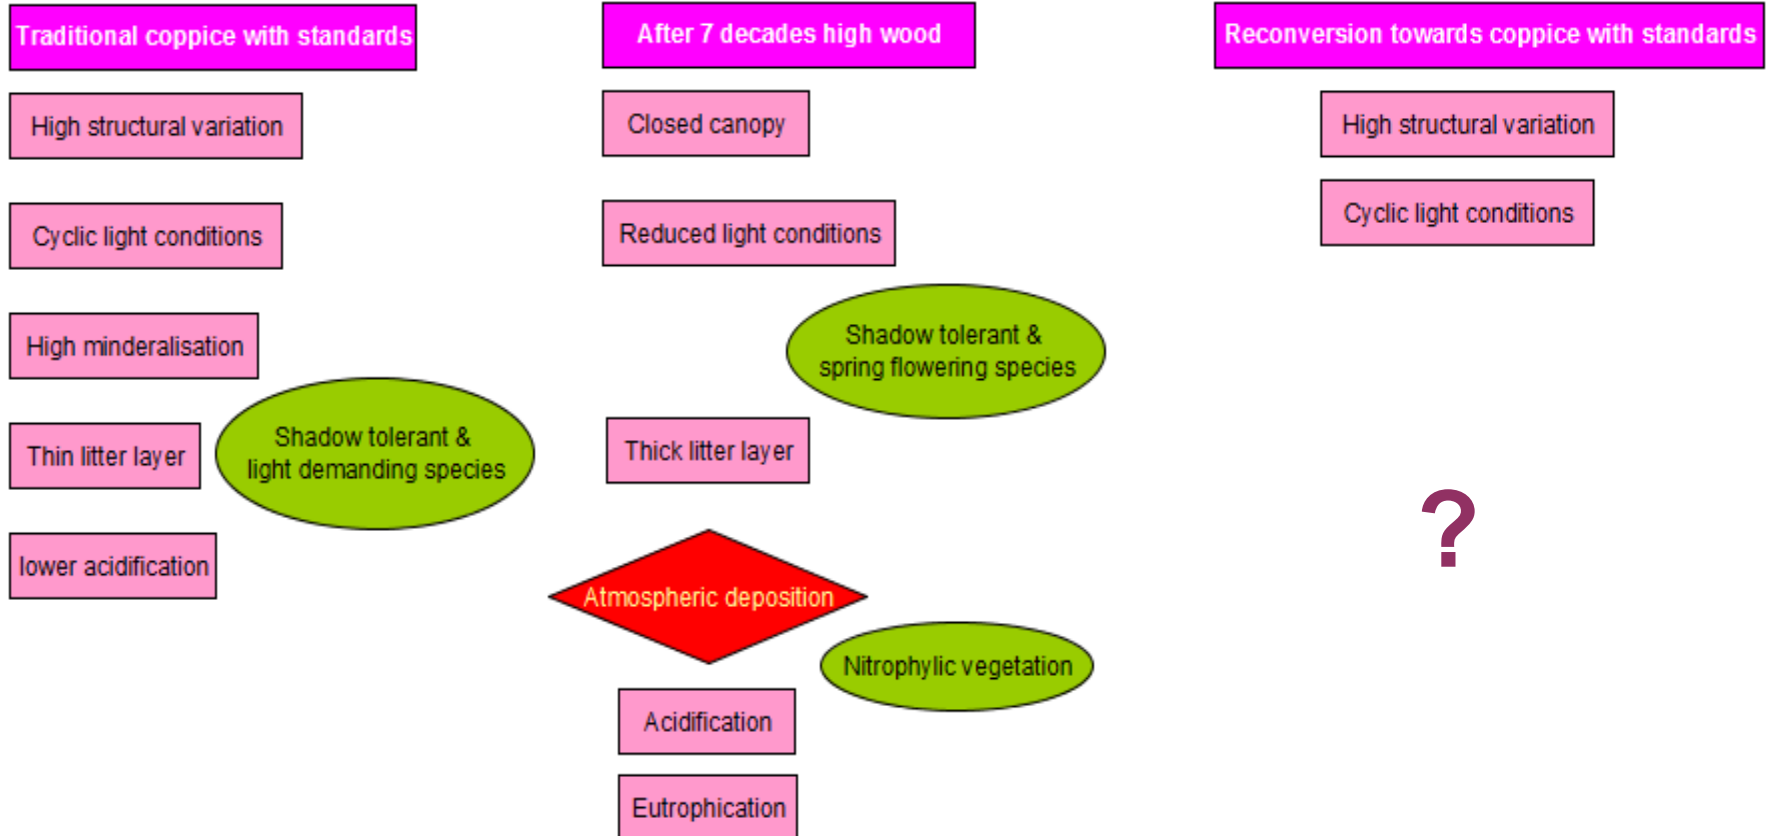 Traditional coppice with standards
High structural variation
Cyclic light conditions
High minderalisation
Thin litter layer
Shadow tolerant &
light demanding species
lower acidification
After 7 decades high wood
Closed canopy
Reduced light conditions
Shadow tolerant &
spring flowering species
Thick litter layer
Atmospheric deposition
Nitrophylic vegetation
Acidification
Eutrophication
Reconversion towards coppice with standards
High structural variation
Cyclic light conditions
?